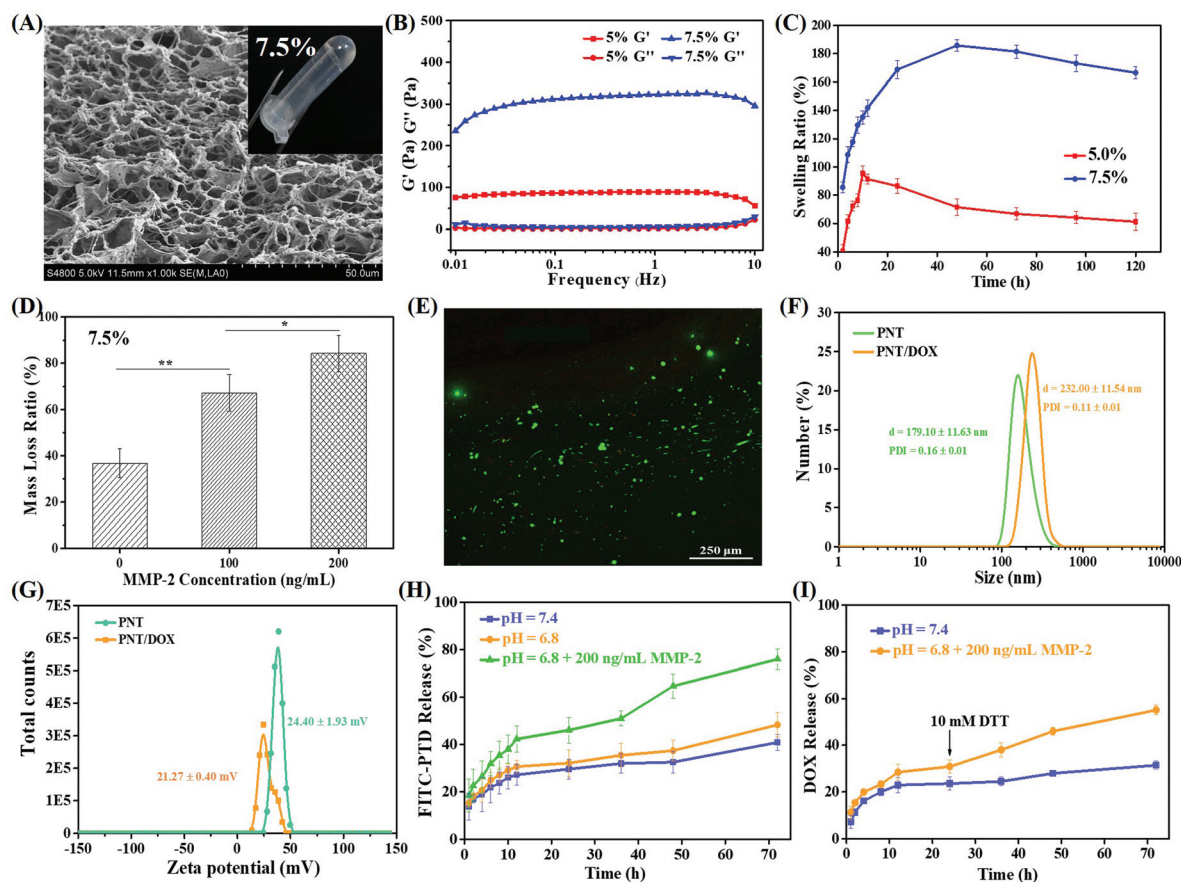 (A)
7.5%
S4800 5.0kV 11.5mm x1.00k SE(M,LA0)
50.0um
(B)
5% G' 7.5% G'
5% G'' 7.5% G''
G' (Pa) G'' (Pa)
400
300
200
100
0
0.01 0.1 1 10
Frequency (Hz)
(C)
Swelling Ratio (%)
200
180
160
140
120
100
80
60
40
5.0%
7.5%
0 20 40 60 80 100 120
Time (h)
(D)
7.5%
Mass Loss Ratio (%)
100
80
60
40
20
0
**
*
0 100 200
MMP-2 Concentration (ng/mL)
(E)
250 μm
(F)
PNT
PNT/DOX
Number (%)
30
25
20
15
10
5
0
d = 232.00 ± 11.54 nm
PDI = 0.11 ± 0.01
d = 179.10 ± 11.63 nm
PDI = 0.16 ± 0.01
1 10 100 1000 10000
Size (nm)
(G)
PNT
PNT/DOX
Total counts
7E5
6E5
5E5
4E5
3E5
2E5
1E5
0
24.40 ± 1.93 mV
21.27 ± 0.40 mV
-150 -100 -50 0 50 100 150
Zeta potential (mV)
(H)
pH = 7.4
pH = 6.8
pH = 6.8 + 200 ng/mL MMP-2
FITC-PTD Release (%)
100
80
60
40
20
0
0 10 20 30 40 50 60 70
Time (h)
(I)
pH = 7.4
pH = 6.8 + 200 ng/mL MMP-2
10 mM DTT
DOX Release (%)
100
90
80
70
60
50
40
30
20
10
0
0 10 20 30 40 50 60 70
Time (h)